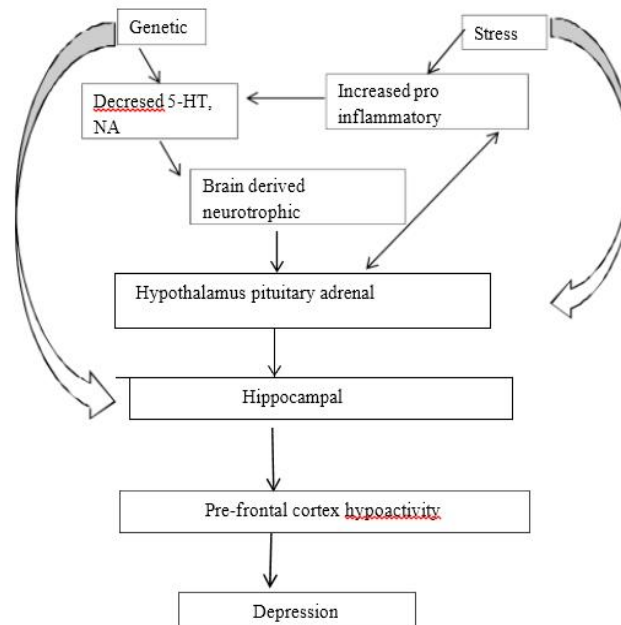 Genetic
Stress
Decresed 5-HT,
NA
Increased pro
inflammatory
Brain derived
neurotrophic
Hypothalamus pituitary adrenal
Hippocampal
Pre-frontal cortex hypoactivity
Depression